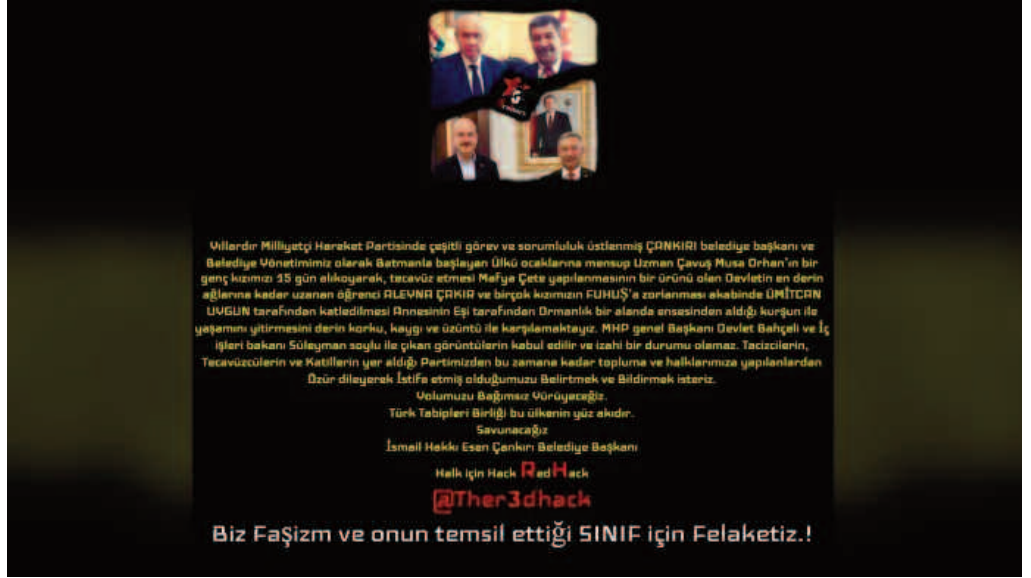 Yıllardır Milliyetçi Hareket Partisinde çeşitli görev ve sorumluluk üstlenmiş ÇANKIRI belediye başkanı ve
Belediye Yönetimimiz olarak Batmanla başlayan Ülkü ocaklarına mensup Uzman Çavuş Musa Orhan'ın bir
genç kızımızı 15 gün alıkoyarak, tecavüz etmesi Mafya Çete yapılanmasının bir ürünü olan Devletin en derin
ağlarına kadar uzanan öğrenci ALEYNA ÇAKIR ve birçok kızımızın FUHUŞ'a zorlanması akabinde ÜMİTCAN
UYGUN tarafından katledilmesi Annesinin Eşi tarafından Ormanlık bir alanda ensesinden aldığı kurşun ile
yaşamını yitirmesini derin korku, kaygı ve üzüntü ile karşılamaktayız. MHP genel Başkanı Devlet Bahçeli ve İç
işleri bakanı Süleyman soylu ile çıkan görüntülerin kabul edilir ve izahi bir durumu olamaz. Tacizcilerin,
Tecavüzcülerin ve Katillerin yer aldığı Partimizden bu zamana kadar topluma ve halklarımıza yapılanlardan
Özür dileyerek İstifa etmiş olduğumuzu Belirtmek ve Bildirmek isteriz.
Yolumuzu Bağımsız Yürüyeceğiz.
Türk Tabipleri Birliği bu ülkenin yüz akıdır.
Savunacağız
İsmail Hakkı Esen Çankırı Belediye Başkanı
Halk için Hack RedHack
@Ther3dhack
Biz FaŞizm ve onun temsil ettiği SINIF için Felaketiz.!